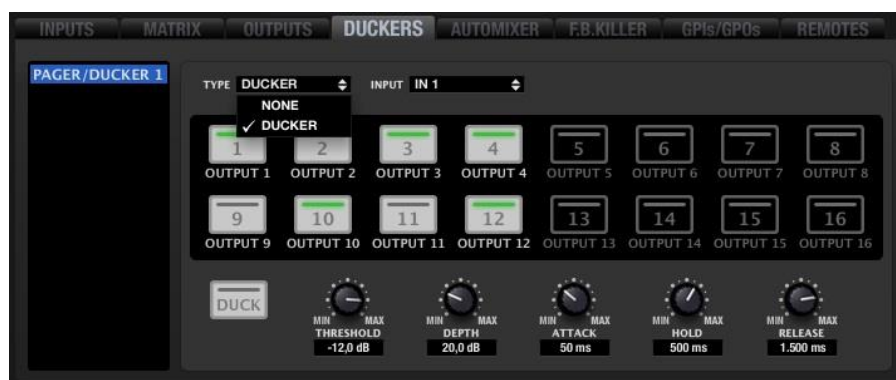 INPUTS MATRIX OUTPUTS DUCKERS AUTOMIXER F.B.KILLER GPIs/GPOs REMOTES
PAGER/DUCKER 1
TYPE DUCKER INPUT IN 1
NONE
✓ DUCKER
1 2 3 4 5 6 7 8
OUTPUT 1 OUTPUT 2 OUTPUT 3 OUTPUT 4 OUTPUT 5 OUTPUT 6 OUTPUT 7 OUTPUT 8
9 10 11 12 13 14 15 16
OUTPUT 9 OUTPUT 10 OUTPUT 11 OUTPUT 12 OUTPUT 13 OUTPUT 14 OUTPUT 15 OUTPUT 16
DUCK
MIN MAX MIN MAX MIN MAX MIN MAX MIN MAX
THRESHOLD DEPTH ATTACK HOLD RELEASE
-12,0 dB 20,0 dB 50 ms 500 ms 1.500 ms